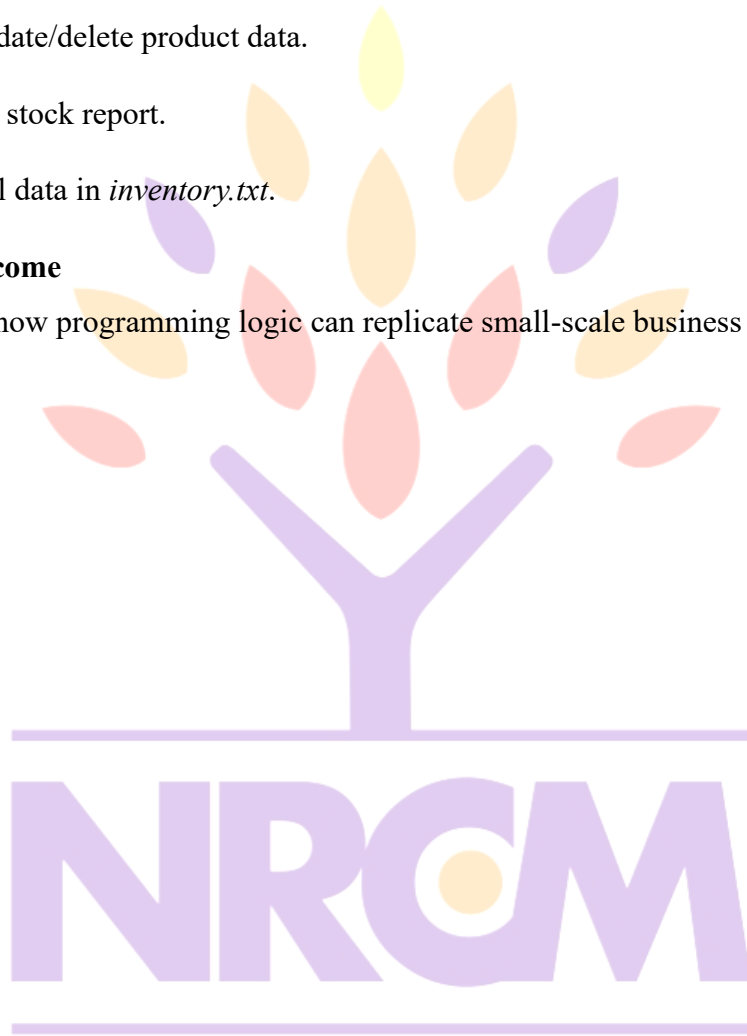 date/delete product data.
stock report.
l data in inventory.txt.
come
now programming logic can replicate small-scale business
NRCM